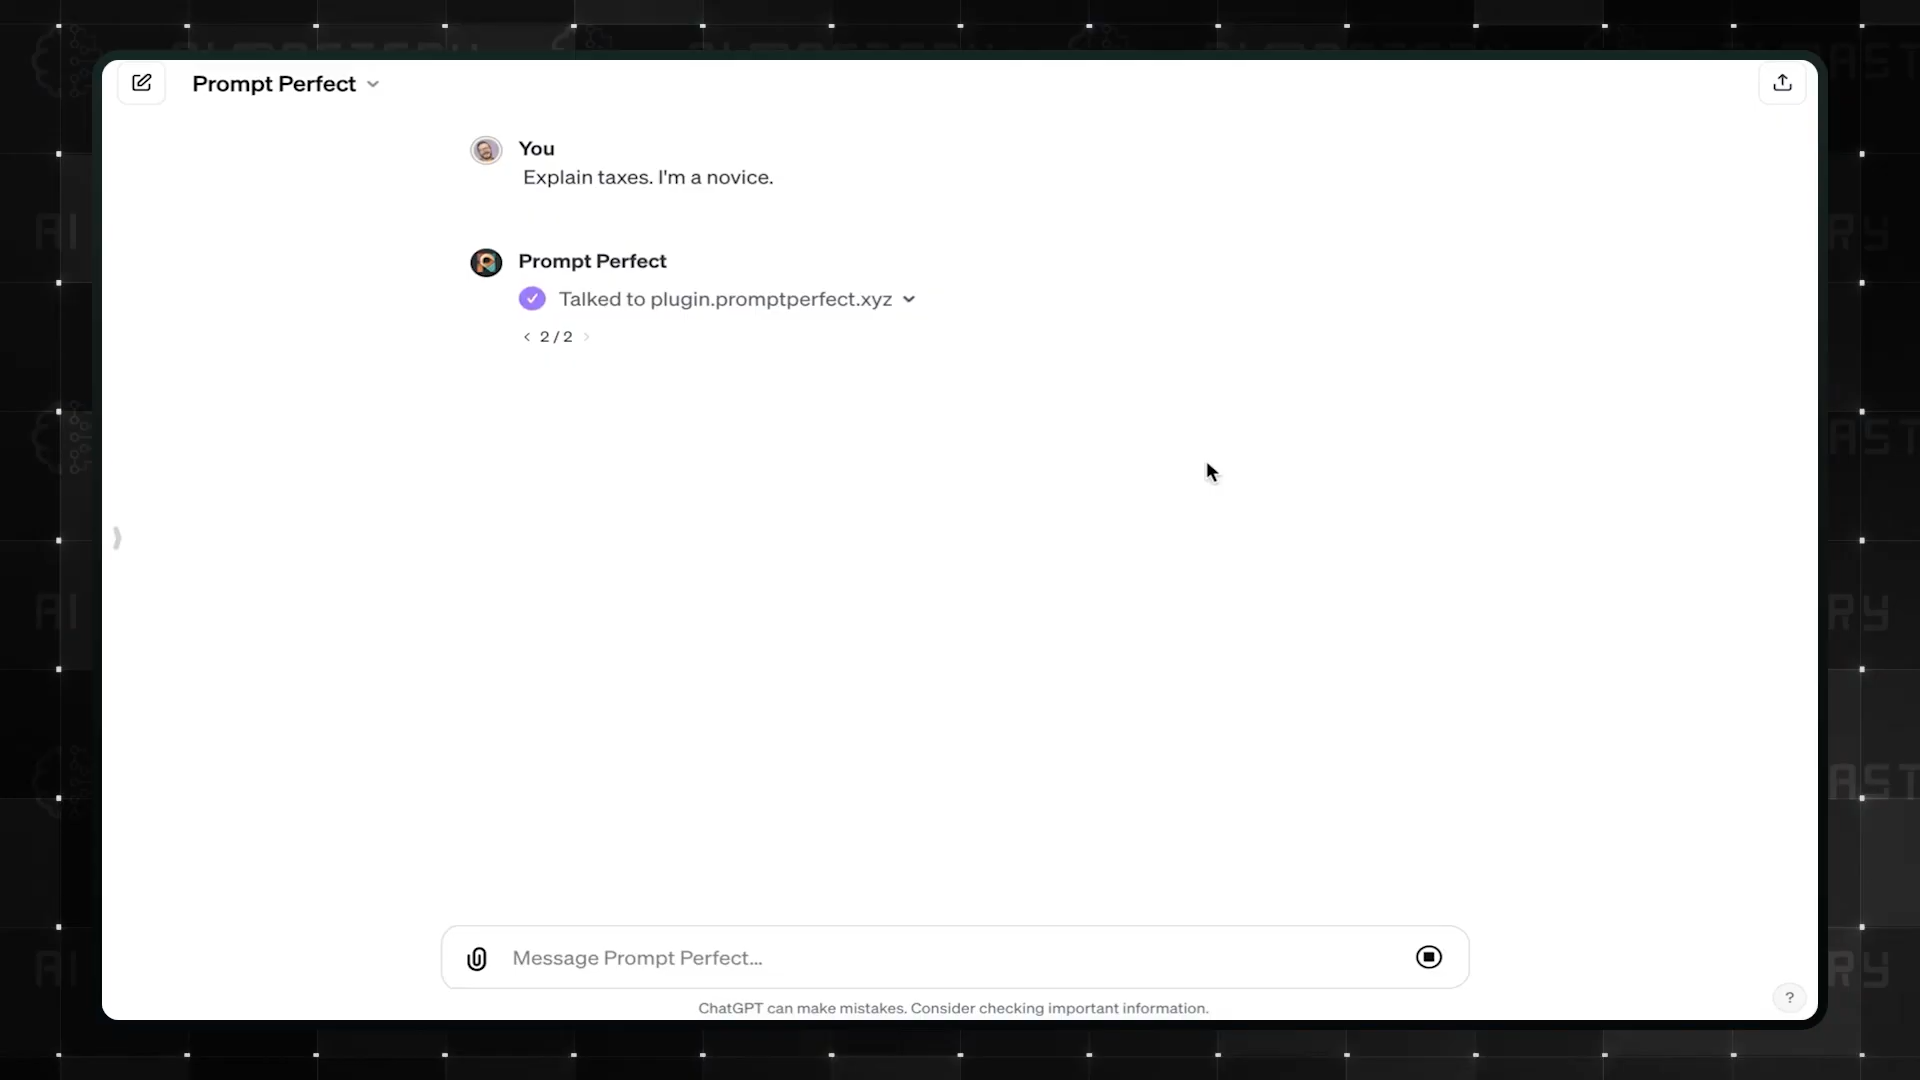 Prompt Perfect
You
Explain taxes. I'm a novice.
Prompt Perfect
Talked to plugin.promptperfect.xyz
2 / 2
Message Prompt Perfect...
ChatGPT can make mistakes. Consider checking important information.
?